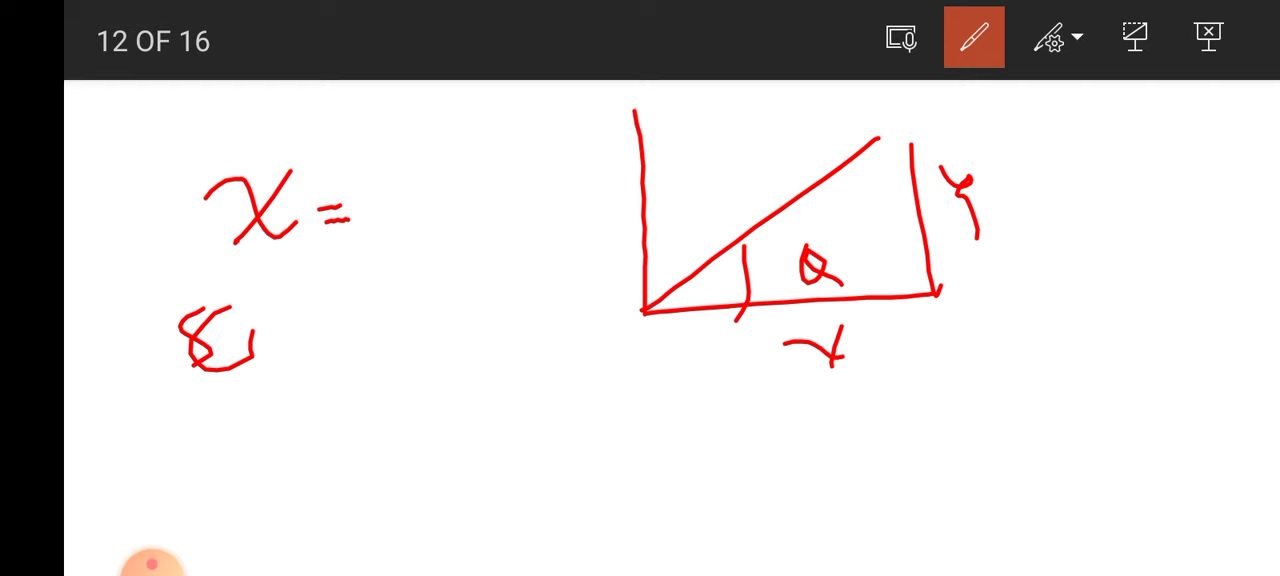 12 OF 16
x =
θ
y
x